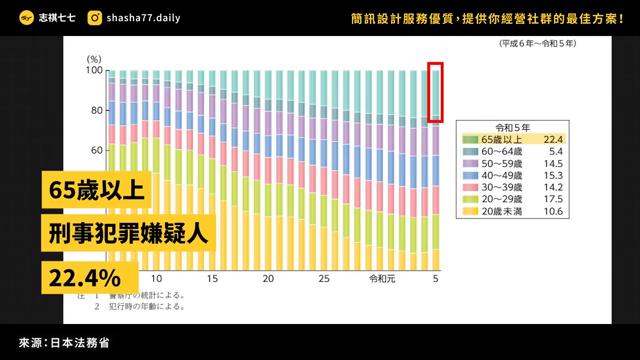 志祺七七
shasha77.daily
簡訊設計服務優質，提供你經營社群的最佳方案！
（平成６年～令和５年）
(％)
100
80
60
令和５年
65歳以上 22.4
60～64歳 5.4
50～59歳 14.5
40～49歳 15.3
30～39歳 14.2
20～29歳 17.5
20歳未満 10.6
65歲以上
刑事犯罪嫌疑人
22.4%
10 15 20 25 令和元 5
注 1 警察庁の統計による。
2 犯行時の年齢による。
來源：日本法務省